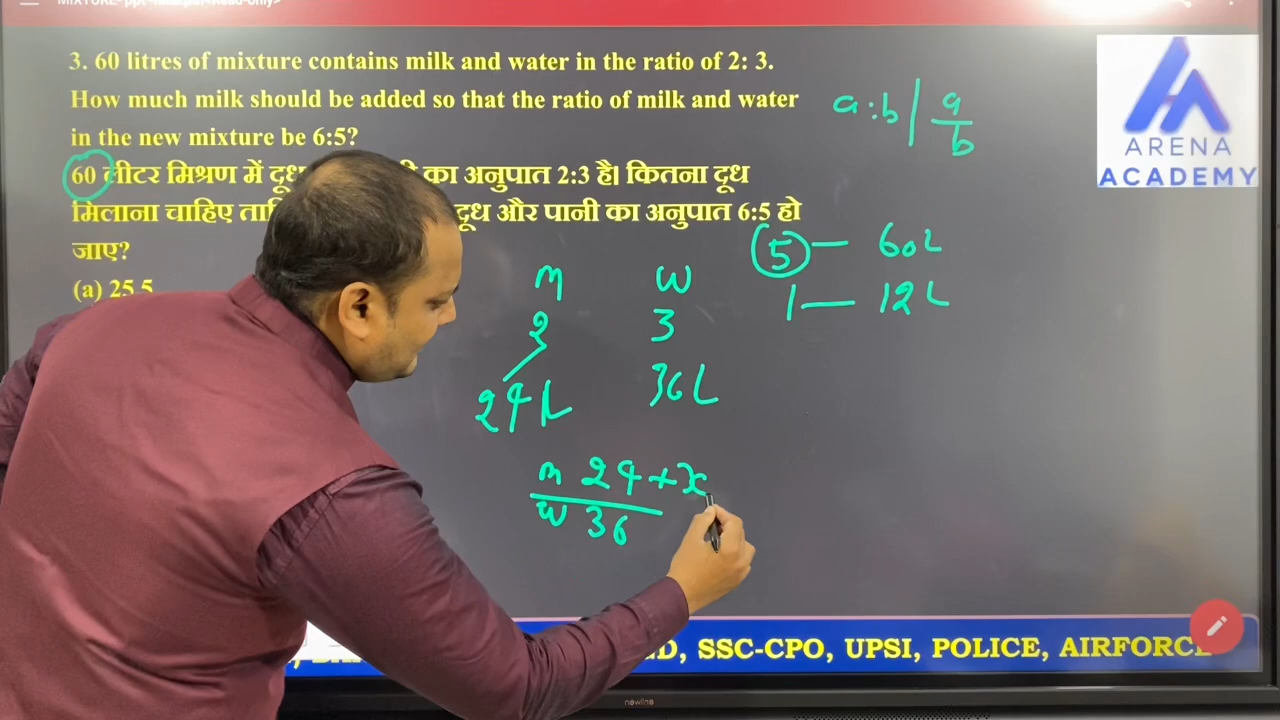 3. 60 litres of mixture contains milk and water in the ratio of 2: 3.
How much milk should be added so that the ratio of milk and water
in the new mixture be 6:5?
60 लीटर मिश्रण में दूध का अनुपात 2:3 है। कितना दूध
मिलाना चाहिए दूध और पानी का अनुपात 6:5 हो
जाए?
(a) 25.5
a:b | a/b
5 — 60L
1 — 12L
M W
2 3
24L 36L
M 24+x
W 36
ARENA
ACADEMY
SSC-CPO, UPSI, POLICE, AIRFORCE
newline